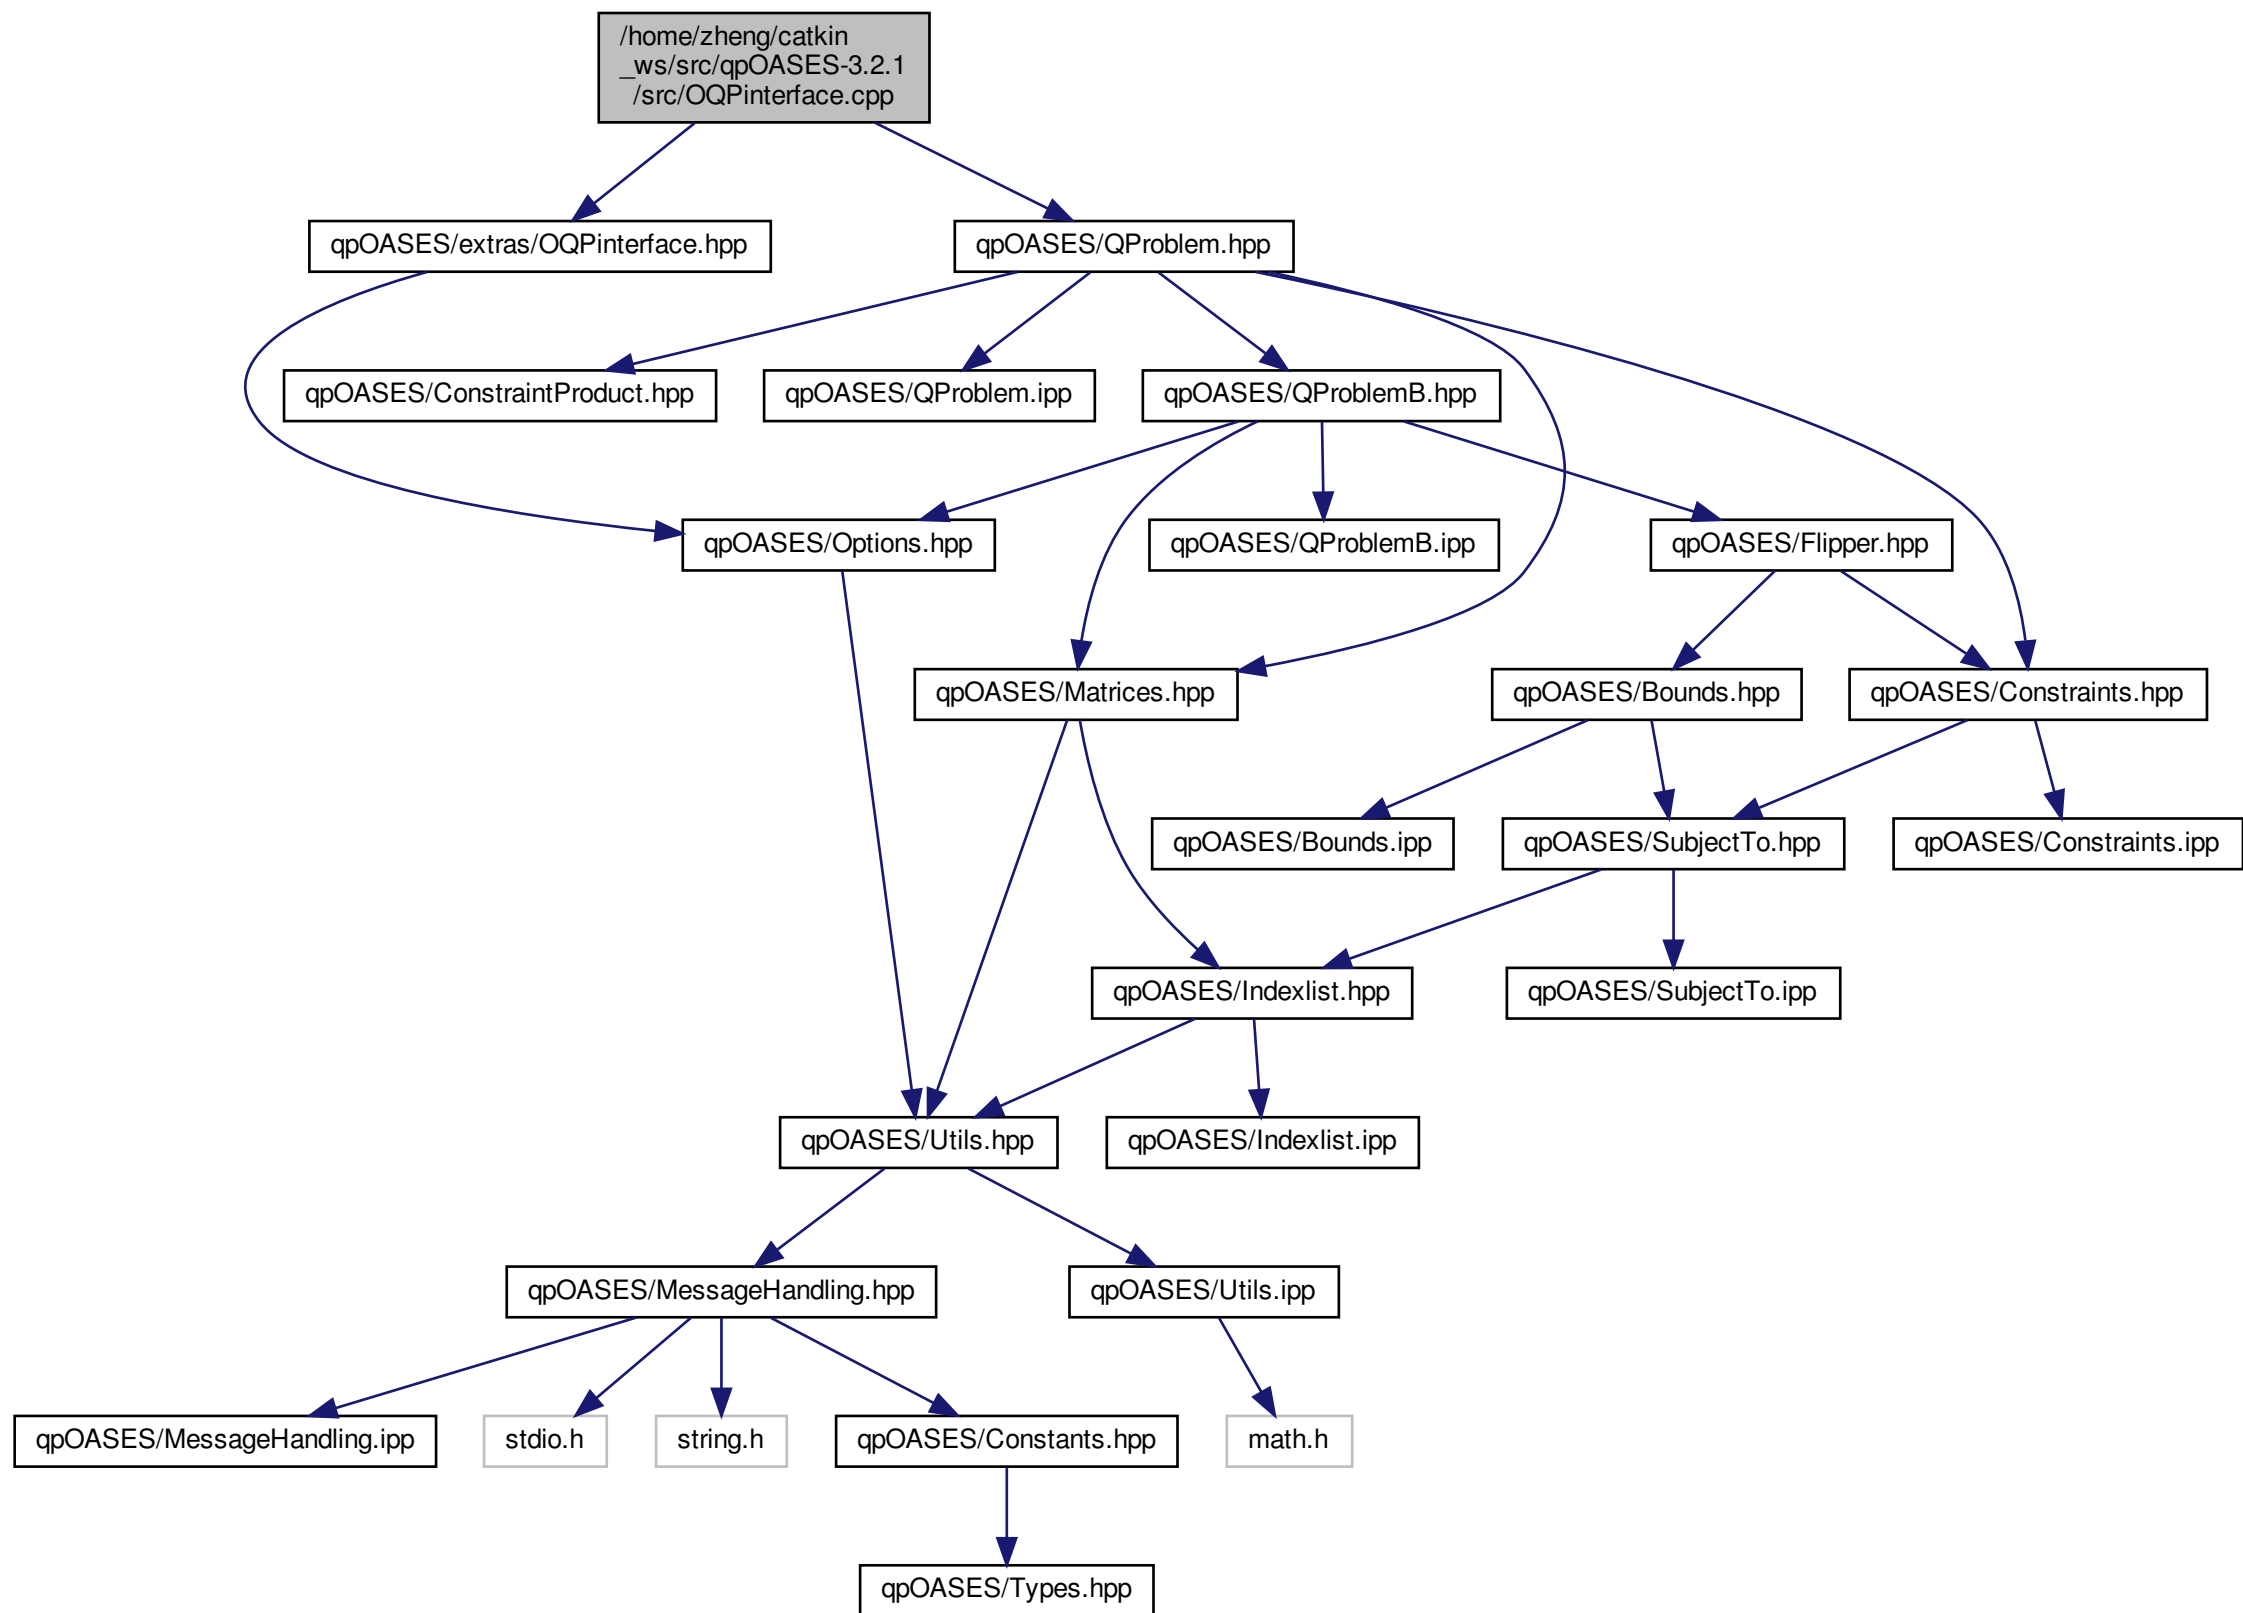 /home/zheng/catkin
_ws/src/qpOASES-3.2.1
/src/OQPinterface.cpp
qpOASES/extras/OQPinterface.hpp
qpOASES/QProblem.hpp
qpOASES/ConstraintProduct.hpp
qpOASES/QProblem.ipp
qpOASES/QProblemB.hpp
qpOASES/Options.hpp
qpOASES/QProblemB.ipp
qpOASES/Flipper.hpp
qpOASES/Matrices.hpp
qpOASES/Bounds.hpp
qpOASES/Constraints.hpp
qpOASES/Bounds.ipp
qpOASES/SubjectTo.hpp
qpOASES/Constraints.ipp
qpOASES/Indexlist.hpp
qpOASES/SubjectTo.ipp
qpOASES/Utils.hpp
qpOASES/Indexlist.ipp
qpOASES/MessageHandling.hpp
qpOASES/Utils.ipp
qpOASES/MessageHandling.ipp
stdio.h
string.h
qpOASES/Constants.hpp
math.h
qpOASES/Types.hpp